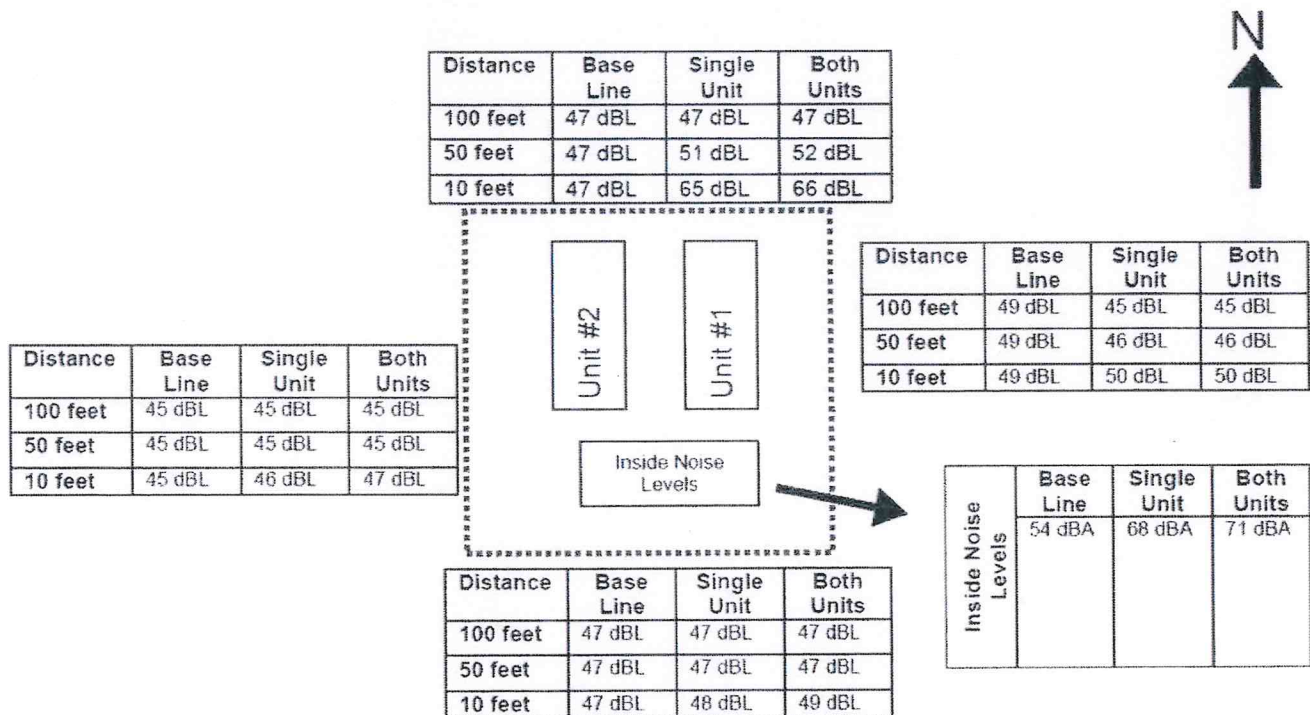 N
Distance Base Line Single Unit Both Units
100 feet 47 dBL 47 dBL 47 dBL
50 feet 47 dBL 51 dBL 52 dBL
10 feet 47 dBL 65 dBL 66 dBL
Unit #2
Unit #1
Distance Base Line Single Unit Both Units
100 feet 49 dBL 45 dBL 45 dBL
50 feet 49 dBL 46 dBL 46 dBL
10 feet 49 dBL 50 dBL 50 dBL
Distance Base Line Single Unit Both Units
100 feet 45 dBL 45 dBL 45 dBL
50 feet 45 dBL 45 dBL 45 dBL
10 feet 45 dBL 46 dBL 47 dBL
Inside Noise
Levels
Inside Noise Levels
Base Line Single Unit Both Units
54 dBA 68 dBA 71 dBA
Distance Base Line Single Unit Both Units
100 feet 47 dBL 47 dBL 47 dBL
50 feet 47 dBL 47 dBL 47 dBL
10 feet 47 dBL 48 dBL 49 dBL